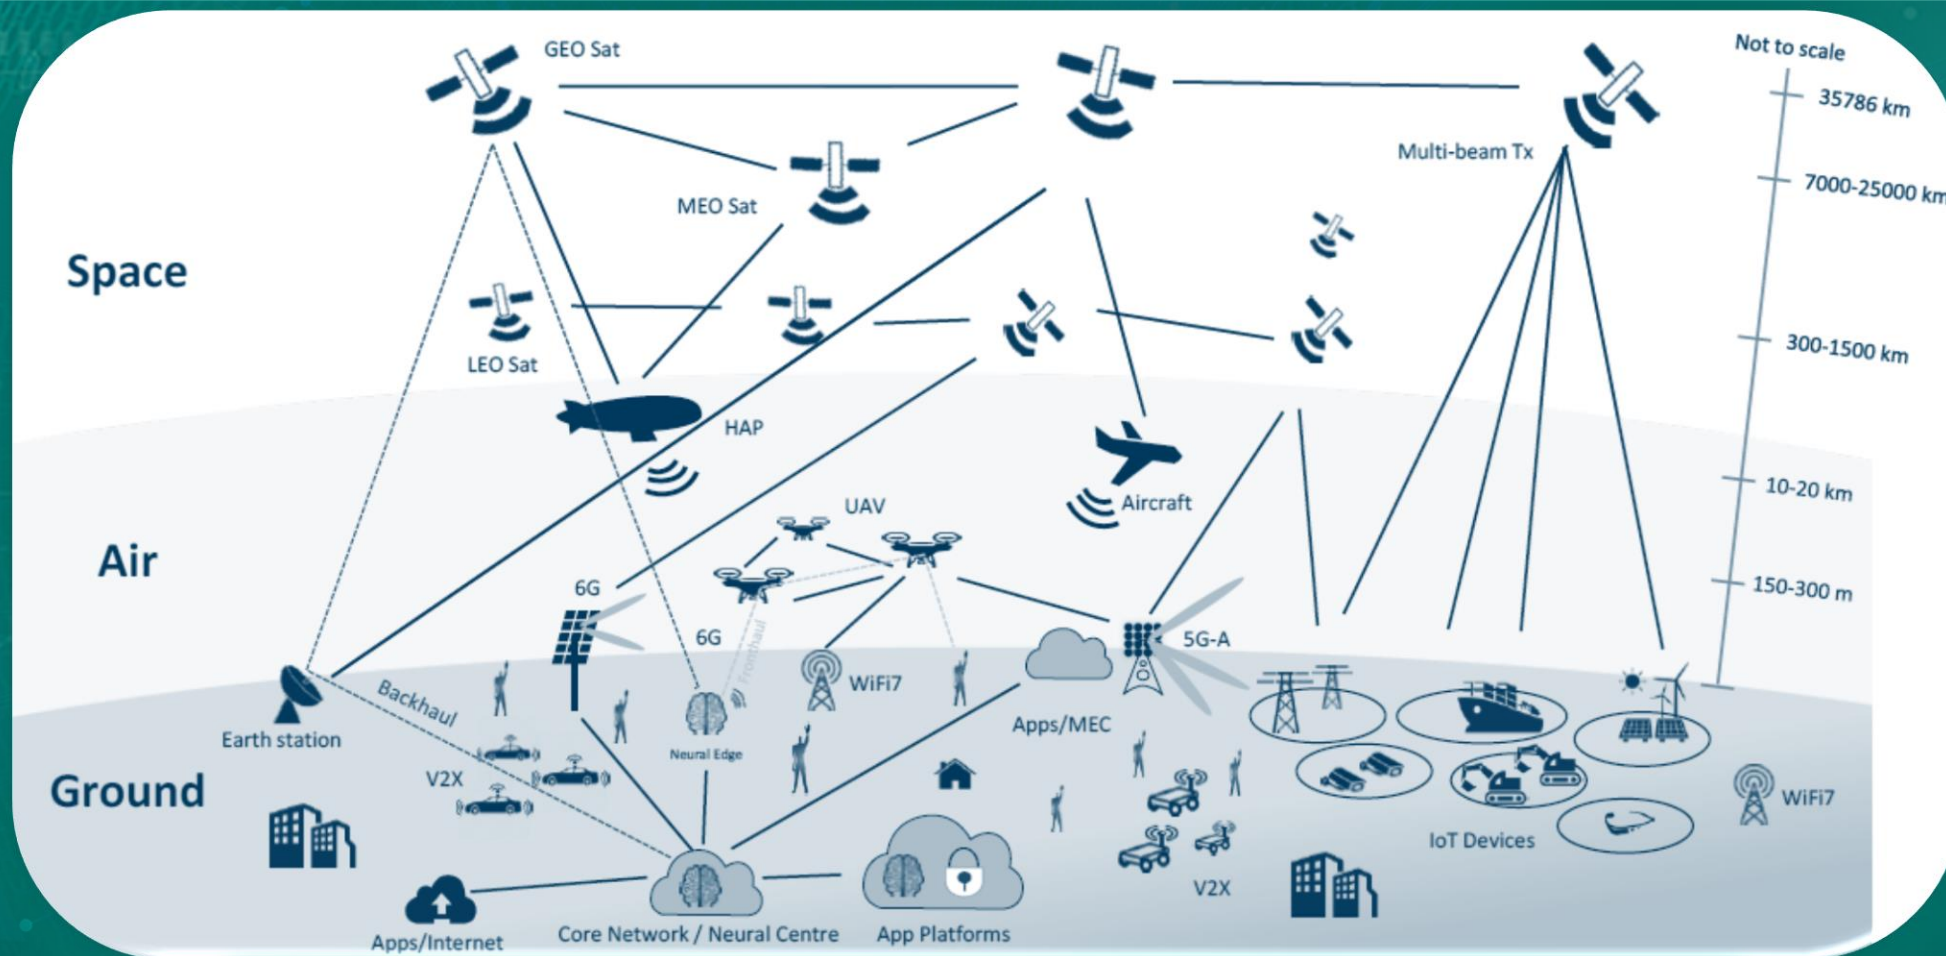 Not to scale
GEO Sat
35786 km
Multi-beam Tx
7000-25000 km
MEO Sat
Space
300-1500 km
LEO Sat
HAP
10-20 km
Aircraft
UAV
Air
150-300 m
6G
6G
5G-A
Fronthaul
WiFi7
Backhaul
Earth station
Apps/MEC
Neural Edge
V2X
Ground
WiFi7
IoT Devices
V2X
Apps/Internet
Core Network / Neural Centre
App Platforms